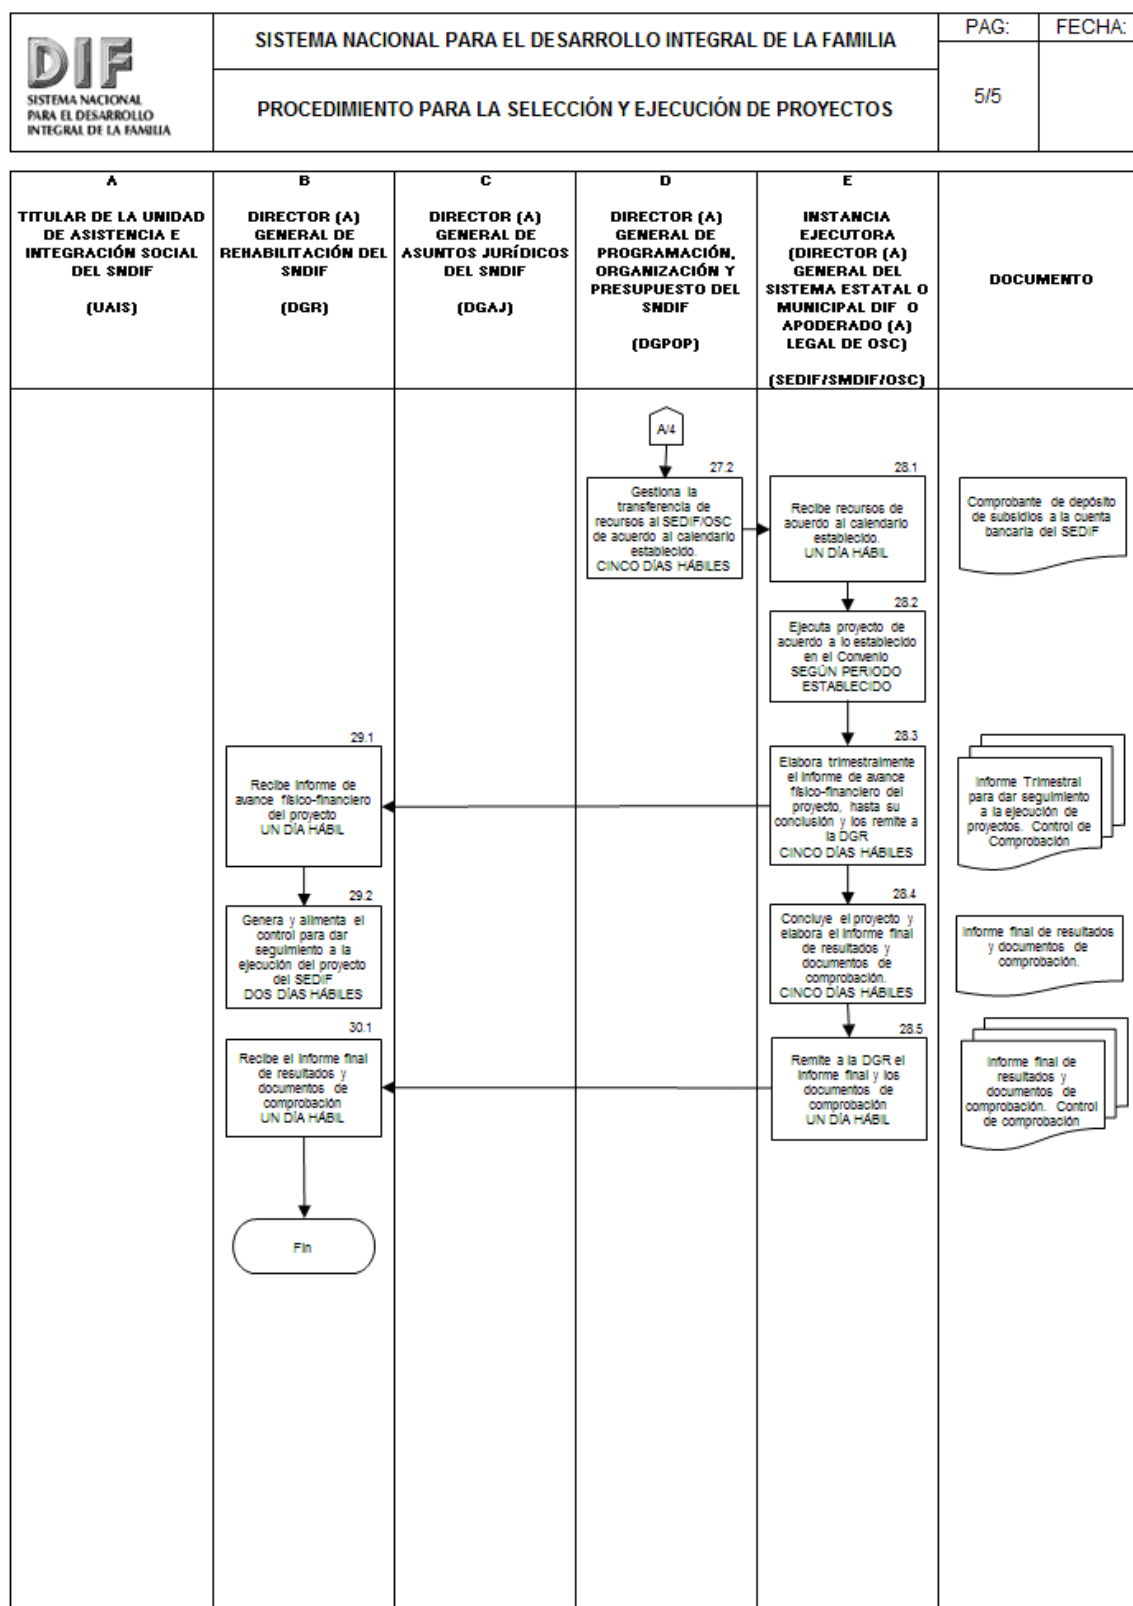 DIF
SISTEMA NACIONAL
PARA EL DESARROLLO
INTEGRAL DE LA FAMILIA
SISTEMA NACIONAL PARA EL DESARROLLO INTEGRAL DE LA FAMILIA
PROCEDIMIENTO PARA LA SELECCIÓN Y EJECUCIÓN DE PROYECTOS
PAG:
5/5
FECHA:
A
TITULAR DE LA UNIDAD
DE ASISTENCIA E
INTEGRACIÓN SOCIAL
DEL SNDIF
(UAIS)
B
DIRECTOR (A)
GENERAL DE
REHABILITACIÓN DEL
SNDIF
(DGR)
C
DIRECTOR (A)
GENERAL DE
ASUNTOS JURÍDICOS
DEL SNDIF
(DGAJ)
D
DIRECTOR (A)
GENERAL DE
PROGRAMACIÓN,
ORGANIZACIÓN Y
PRESUPUESTO DEL
SNDIF
(DGPOP)
E
INSTANCIA
EJECUTORA
(DIRECTOR (A)
GENERAL DEL
SISTEMA ESTATAL O
MUNICIPAL DIF O
APODERADO (A)
LEGAL DE OSC)
(SEDIF/SMDIF/OSC)
DOCUMENTO
A/4
27.2
Gestiona la
transferencia de
recursos al SEDIF/OSC
de acuerdo al calendario
establecido.
CINCO DÍAS HÁBILES
28.1
Recibe recursos de
acuerdo al calendario
establecido.
UN DÍA HÁBIL
Comprobante de depósito
de subsidios a la cuenta
bancaria del SEDIF
28.2
Ejecuta proyecto de
acuerdo a lo establecido
en el Convenio
SEGÚN PERIODO
ESTABLECIDO
28.3
Elabora trimestralmente
el informe de avance
físico-financiero del
proyecto, hasta su
conclusión y los remite a
la DGR
CINCO DÍAS HÁBILES
Informe Trimestral
para dar seguimiento
a la ejecución de
proyectos. Control de
Comprobación
29.1
Recibe informe de
avance físico-financiero
del proyecto
UN DÍA HÁBIL
29.2
Genera y alimenta el
control para dar
seguimiento a la
ejecución del proyecto
del SEDIF
DOS DÍAS HÁBILES
28.4
Concluye el proyecto y
elabora el informe final
de resultados y
documentos de
comprobación.
CINCO DÍAS HÁBILES
Informe final de resultados
y documentos de
comprobación.
28.5
Remite a la DGR el
informe final y los
documentos de
comprobación
UN DÍA HÁBIL
Informe final de
resultados y
documentos de
comprobación. Control
de comprobación
30.1
Recibe el informe final
de resultados y
documentos de
comprobación
UN DÍA HÁBIL
Fin